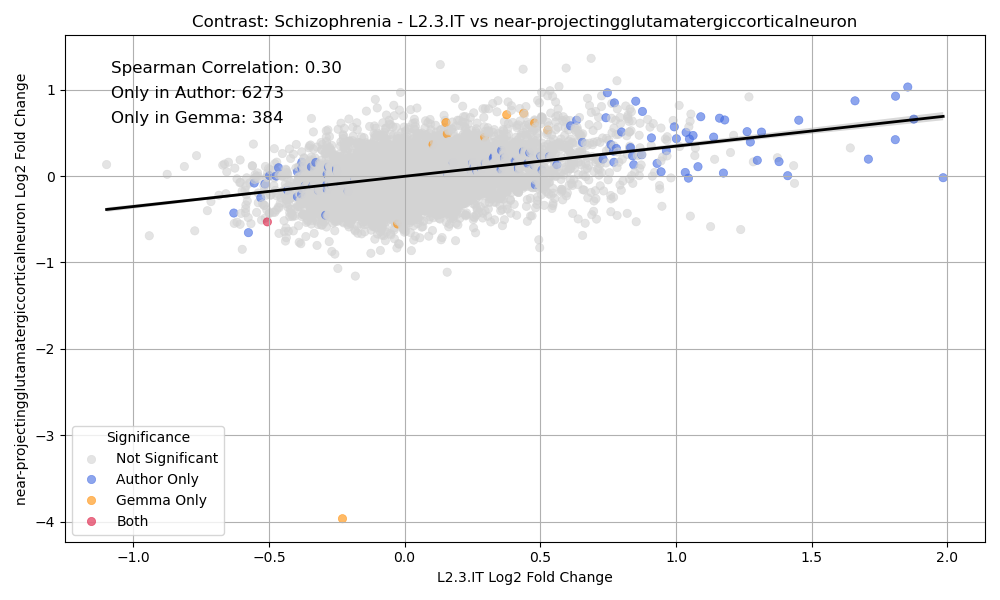 Contrast: Schizophrenia - L2.3.IT vs near-projectingglutamatergiccorticalneuron
Spearman Correlation: 0.30
Only in Author: 6273
Only in Gemma: 384
near-projectingglutamatergiccorticalneuron Log2 Fold Change
1
0
−1
−2
−3
−4
Significance
Not Significant
Author Only
Gemma Only
Both
−1.0
−0.5
0.0
0.5
1.0
1.5
2.0
L2.3.IT Log2 Fold Change